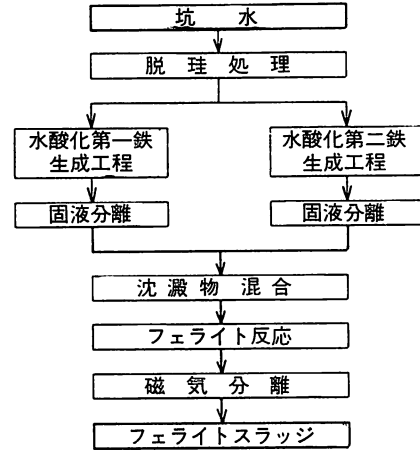 坑水
脱珪処理
水酸化第一鉄
生成工程
水酸化第二鉄
生成工程
固液分離
固液分離
沈澱物混合
フェライト反応
磁気分離
フェライトスラッジ